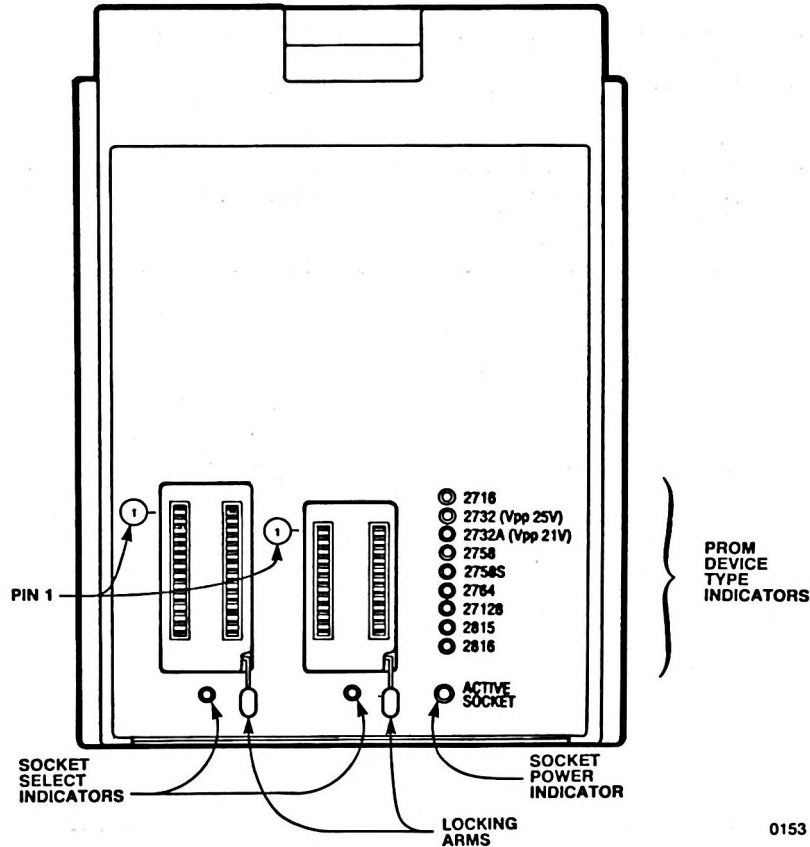 1
1
PIN 1
2716
2732 (Vpp 25V)
2732A (Vpp 21V)
2758
2758S
2764
27128
2815
2816
ACTIVE
SOCKET
PROM
DEVICE
TYPE
INDICATORS
SOCKET
SELECT
INDICATORS
LOCKING
ARMS
SOCKET
POWER
INDICATOR
0153